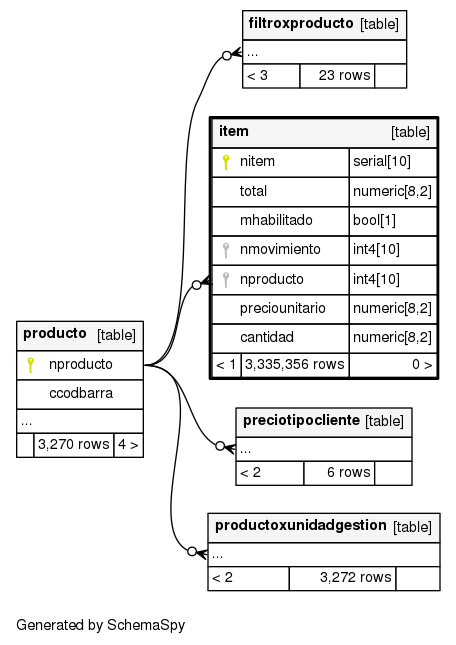 filtroxproducto [table]
...
< 3 23 rows
item [table]
nitem serial[10]
total numeric[8,2]
mhabilitado bool[1]
nmovimiento int4[10]
nproducto int4[10]
preciounitario numeric[8,2]
cantidad numeric[8,2]
< 1 3,335,356 rows 0 >
producto [table]
nproducto
ccodbarra
...
3,270 rows 4 >
preciotipocliente [table]
...
< 2 6 rows
productoxunidadgestion [table]
...
< 2 3,272 rows
Generated by SchemaSpy